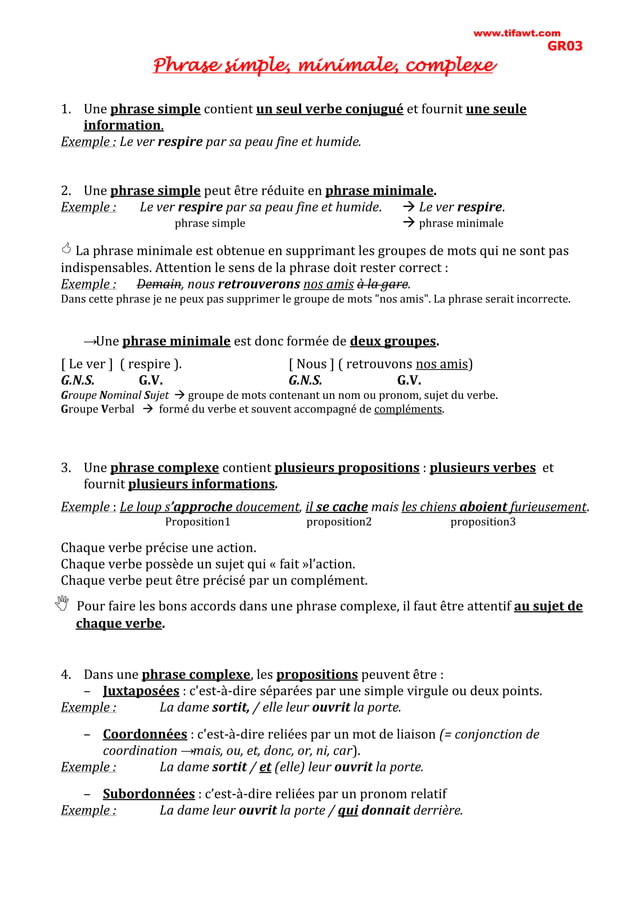 www.tifawt.com
GR03
Phrase simple, minimale, complexe
1. Une phrase simple contient un seul verbe conjugué et fournit une seule
information.
Exemple : Le ver respire par sa peau fine et humide.
2. Une phrase simple peut être réduite en phrase minimale.
Exemple : Le ver respire par sa peau fine et humide. → Le ver respire.
phrase simple → phrase minimale
La phrase minimale est obtenue en supprimant les groupes de mots qui ne sont pas
indispensables. Attention le sens de la phrase doit rester correct :
Exemple : Demain, nous retrouverons nos amis à la gare.
Dans cette phrase je ne peux pas supprimer le groupe de mots "nos amis". La phrase serait incorrecte.
→Une phrase minimale est donc formée de deux groupes.
[ Le ver ] ( respire ). [ Nous ] ( retrouvons nos amis)
G.N.S. G.V. G.N.S. G.V.
Groupe Nominal Sujet → groupe de mots contenant un nom ou pronom, sujet du verbe.
Groupe Verbal → formé du verbe et souvent accompagné de compléments.
3. Une phrase complexe contient plusieurs propositions : plusieurs verbes et
fournit plusieurs informations.
Exemple : Le loup s'approche doucement, il se cache mais les chiens aboient furieusement.
Proposition1 proposition2 proposition3
Chaque verbe précise une action.
Chaque verbe possède un sujet qui « fait »l'action.
Chaque verbe peut être précisé par un complément.
Pour faire les bons accords dans une phrase complexe, il faut être attentif au sujet de
chaque verbe.
4. Dans une phrase complexe, les propositions peuvent être :
– Juxtaposées : c'est-à-dire séparées par une simple virgule ou deux points.
Exemple : La dame sortit, / elle leur ouvrit la porte.
– Coordonnées : c'est-à-dire reliées par un mot de liaison (= conjonction de
coordination →mais, ou, et, donc, or, ni, car).
Exemple : La dame sortit / et (elle) leur ouvrit la porte.
– Subordonnées : c'est-à-dire reliées par un pronom relatif
Exemple : La dame leur ouvrit la porte / qui donnait derrière.